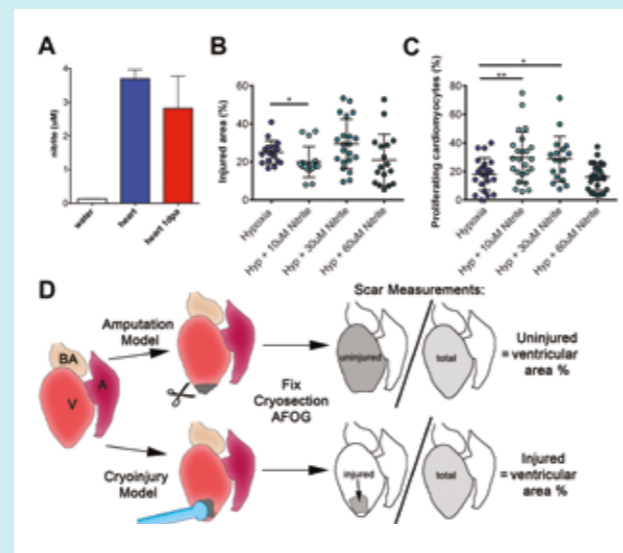 A
nitrite (uM)
4
3
2
1
0
water
heart
heart 1dpa
B
Injured area (%)
60
40
20
0
*
Hypoxia
Hyp + 10uM Nitrite
Hyp + 30uM Nitrite
Hyp + 60uM Nitrite
C
Proliferating cardiomyocytes (%)
80
60
40
20
0
*
**
Hypoxia
Hyp + 10uM Nitrite
Hyp + 30uM Nitrite
Hyp + 60uM Nitrite
D
BA
A
V
Amputation
Model
Cryoinjury
Model
Fix
Cryosection
AFOG
Scar Measurements:
uninjured
total
Uninjured
= ventricular
area %
injured
total
Injured
= ventricular
area %